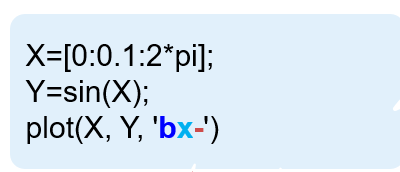 X=[0:0.1:2*pi];
Y=sin(X);
plot(X, Y, 'bx-')